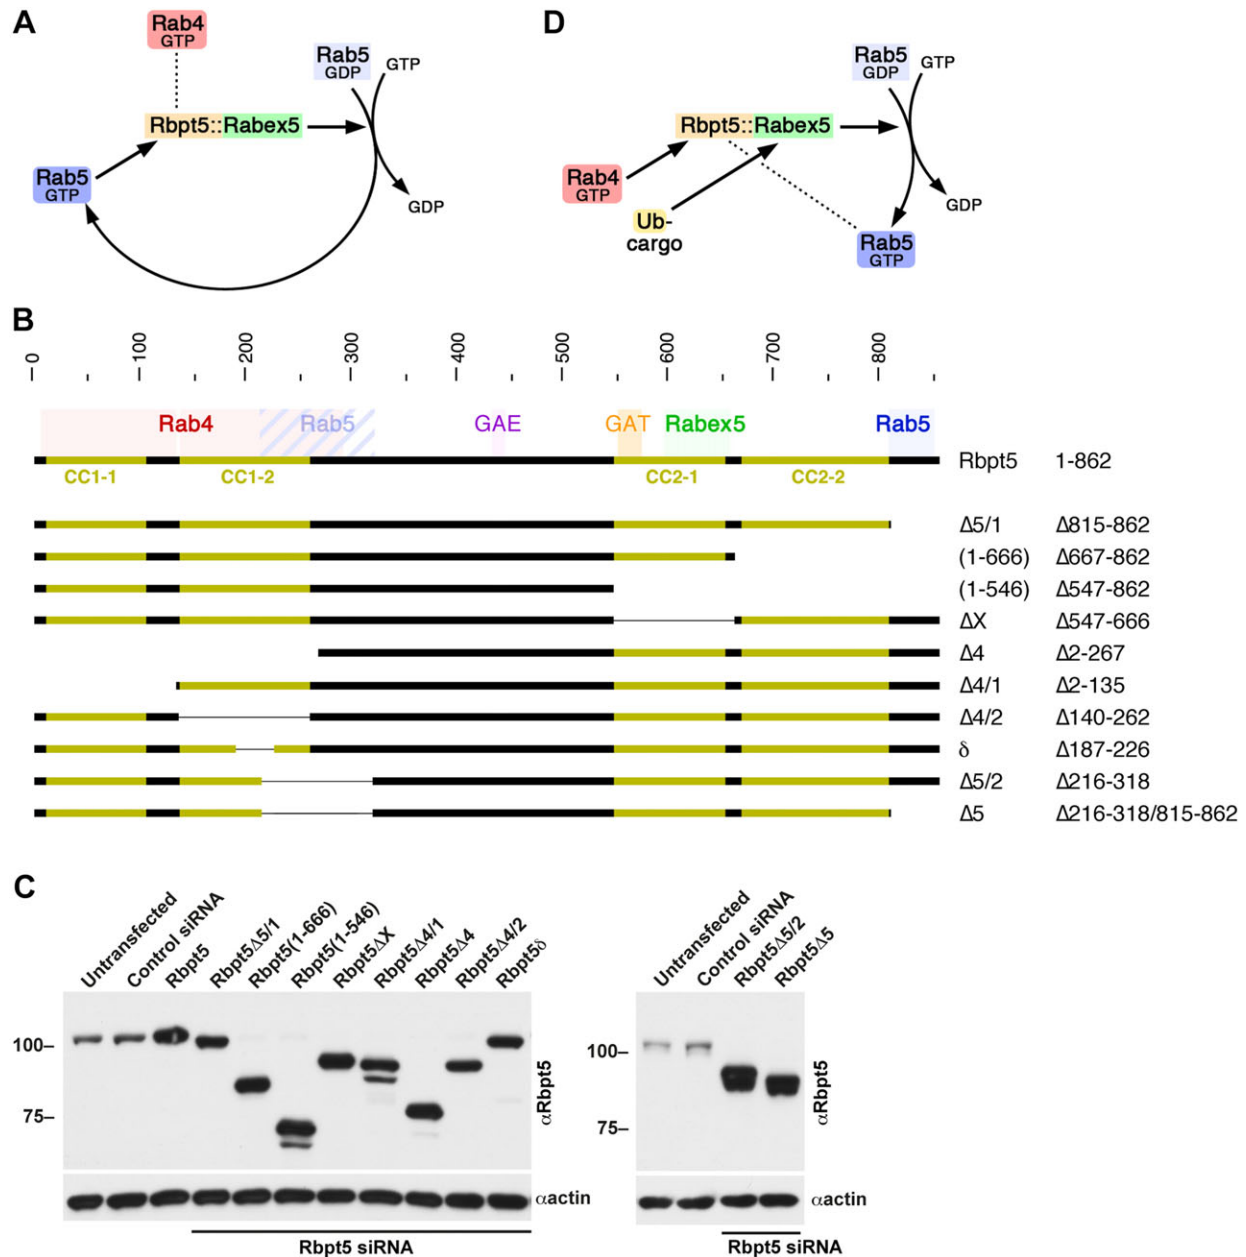 A
Rab4
GTP
Rab5
GDP
GTP
Rbpt5::Rabex5
Rab5
GTP
GDP
D
Rab5
GDP
GTP
Rbpt5::Rabex5
Rab4
GTP
Ub-
cargo
GDP
Rab5
GTP
B
0 100 200 300 400 500 600 700 800
Rab4 Rab5 GAE GAT Rabex5 Rab5
Rbpt5 1-862
CC1-1 CC1-2 CC2-1 CC2-2
Δ5/1 Δ815-862
(1-666) Δ667-862
(1-546) Δ547-862
ΔX Δ547-666
Δ4 Δ2-267
Δ4/1 Δ2-135
Δ4/2 Δ140-262
δ Δ187-226
Δ5/2 Δ216-318
Δ5 Δ216-318/815-862
C
Untransfected
Control siRNA
Rbpt5
Rbpt5Δ5/1
Rbpt5(1-666)
Rbpt5(1-546)
Rbpt5ΔX
Rbpt5Δ4/1
Rbpt5Δ4
Rbpt5Δ4/2
Rbpt5δ
100–
75–
αRbpt5
αactin
Rbpt5 siRNA
Untransfected
Control siRNA
Rbpt5Δ5/2
Rbpt5Δ5
100–
75–
αRbpt5
αactin
Rbpt5 siRNA